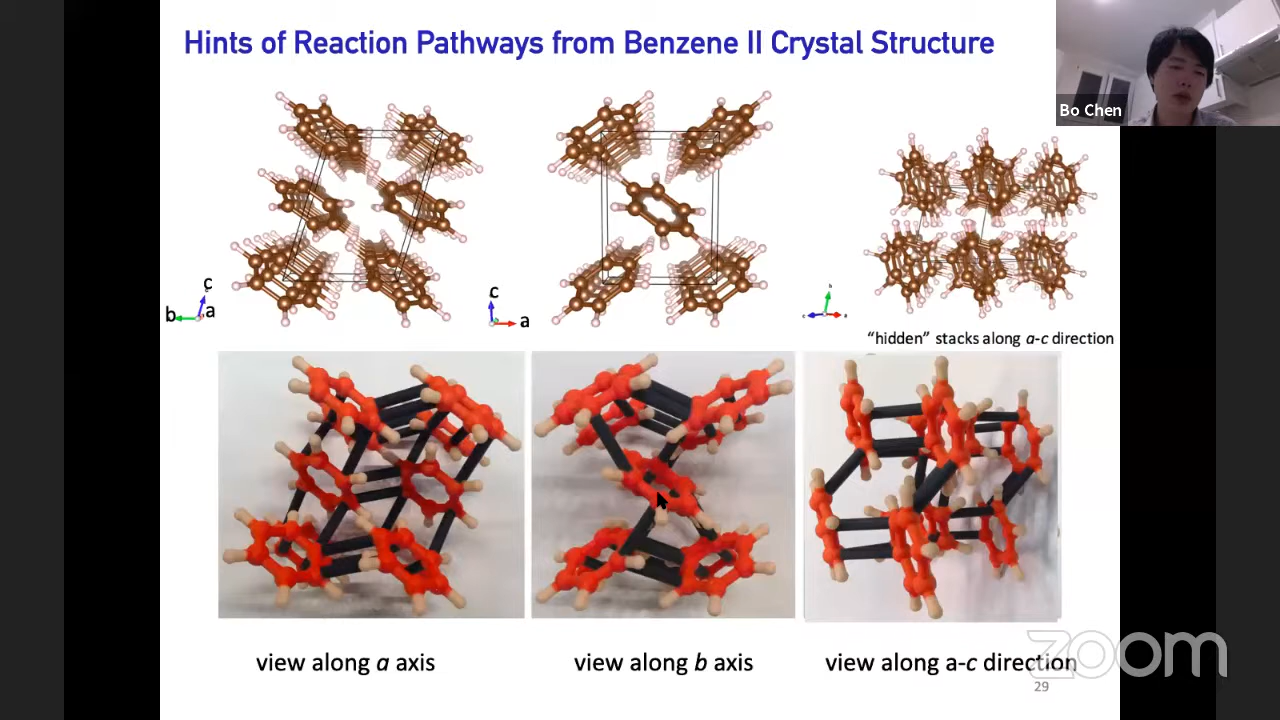 Hints of Reaction Pathways from Benzene II Crystal Structure
Bo Chen
c
b
a
c
a
b
c
a
"hidden" stacks along a-c direction
view along a axis
view along b axis
view along a-c direction
zoom
29